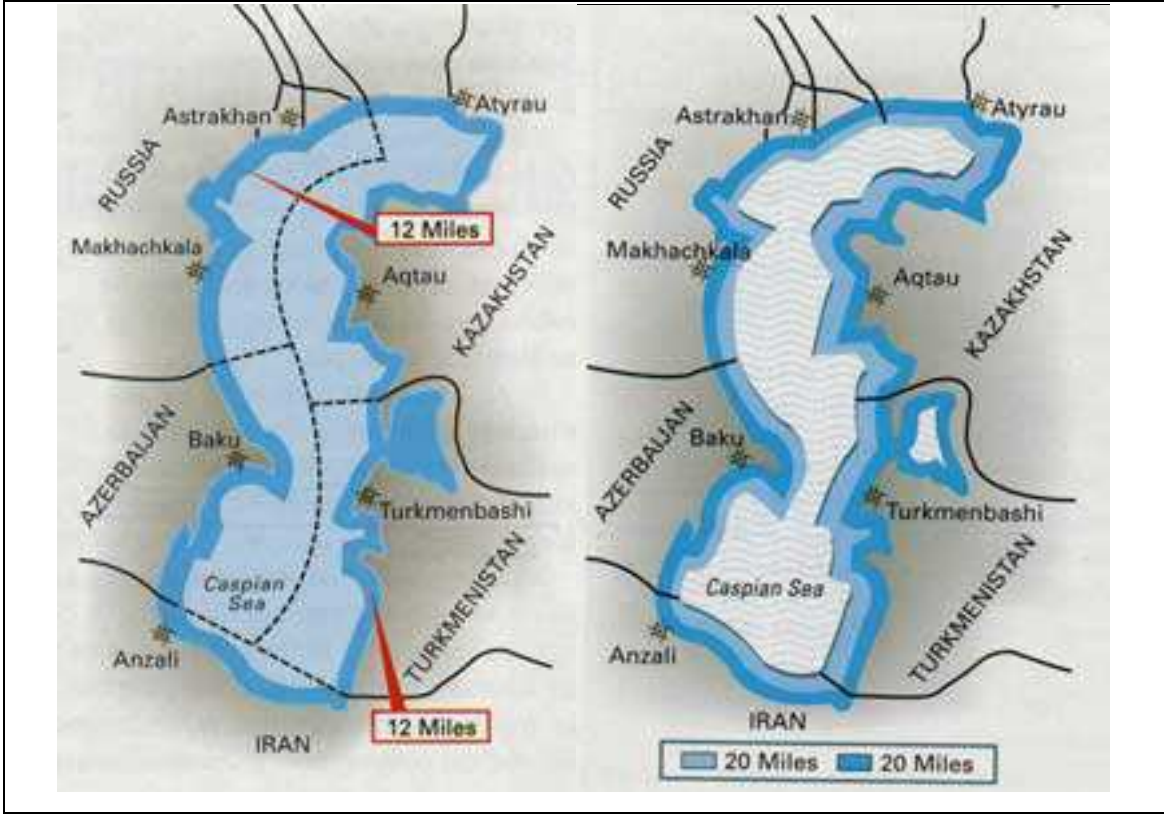 Astrakhan
Atyrau
RUSSIA
12 Miles
Makhachkala
Aqtau
KAZAKHSTAN
AZERBAIJAN
Baku
Turkmenbashi
Caspian
Sea
TURKMENISTAN
Anzali
12 Miles
IRAN
Astrakhan
Atyrau
RUSSIA
Makhachkala
Aqtau
KAZAKHSTAN
AZERBAIJAN
Baku
Turkmenbashi
Caspian Sea
TURKMENISTAN
Anzali
IRAN
20 Miles 20 Miles